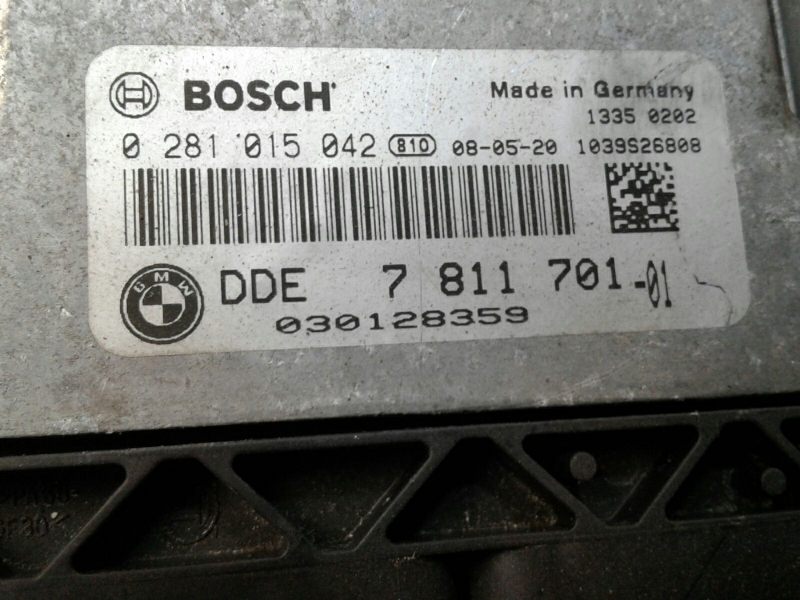 BOSCH Made in Germany
1335 0202
0 281 015 042 810 08-05-20 1039S26808
BMW DDE 7 811 701-01
030128359